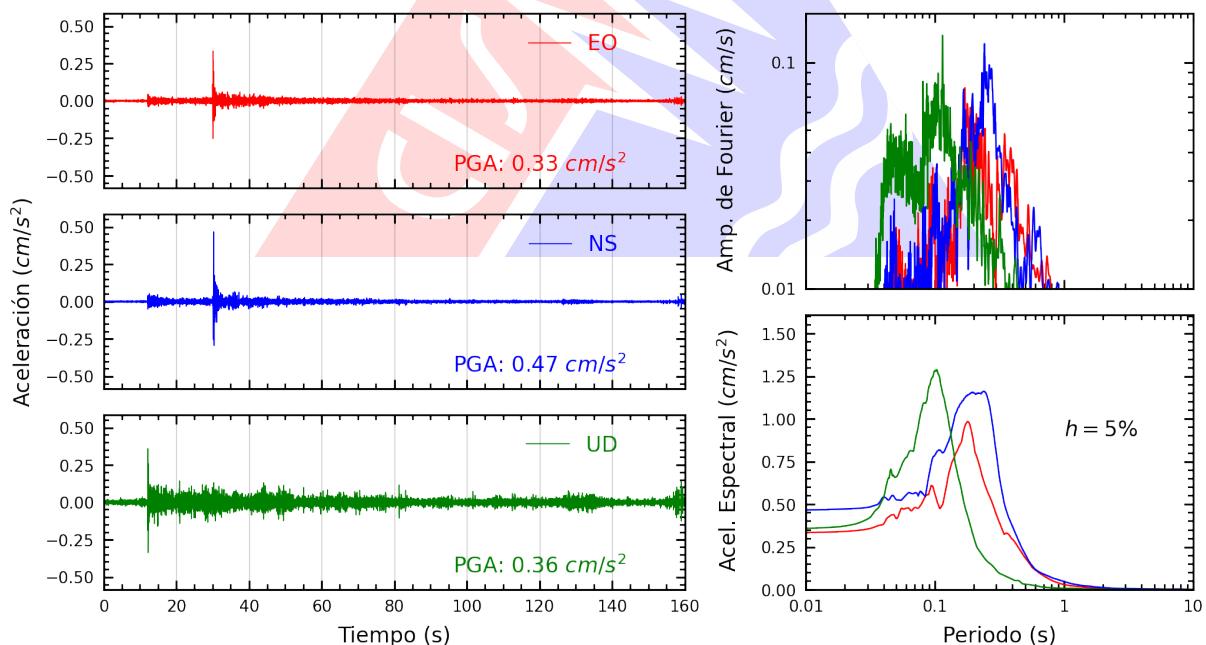 Aceleración (cm/s²)
0.50
0.25
0.00
−0.25
−0.50
EO
PGA: 0.33 cm/s²
0.50
0.25
0.00
−0.25
−0.50
NS
PGA: 0.47 cm/s²
0.50
0.25
0.00
−0.25
−0.50
UD
PGA: 0.36 cm/s²
0 20 40 60 80 100 120 140 160
Tiempo (s)
Amp. de Fourier (cm/s)
0.1
0.01
Acel. Espectral (cm/s²)
1.50
1.25
1.00
0.75
0.50
0.25
0.00
h = 5%
0.01 0.1 1 10
Periodo (s)